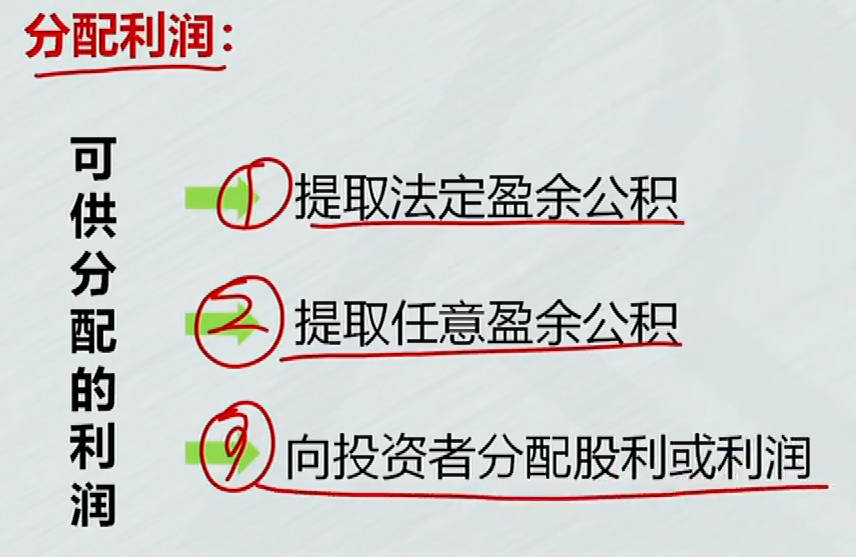 分配利润：
可供分配的利润
① 提取法定盈余公积
② 提取任意盈余公积
③ 向投资者分配股利或利润